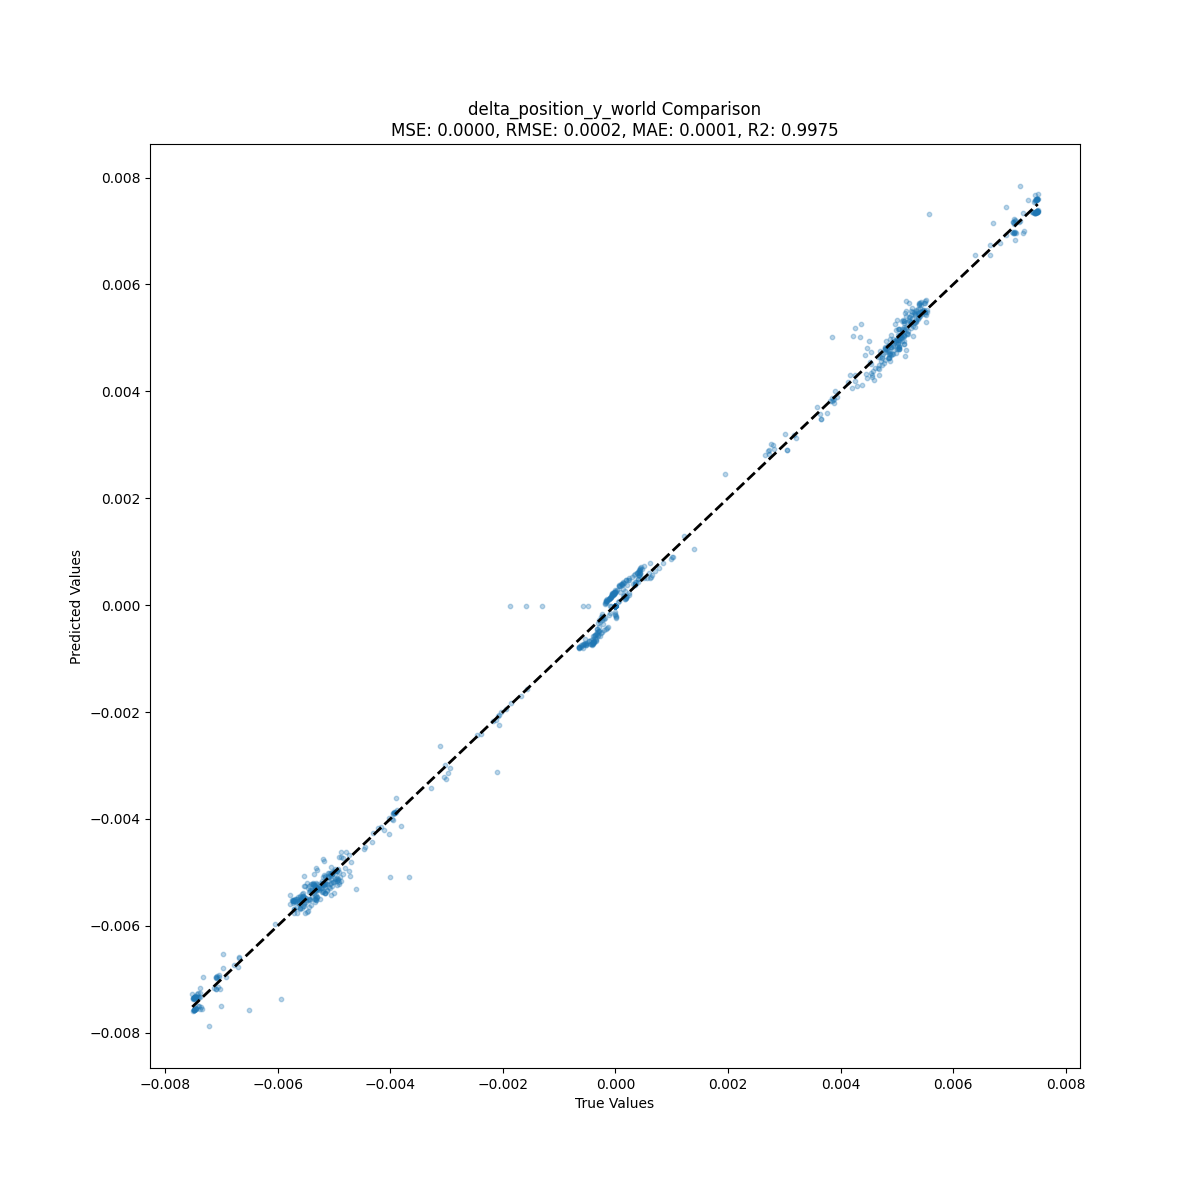 delta_position_y_world Comparison
MSE: 0.0000, RMSE: 0.0002, MAE: 0.0001, R2: 0.9975
0.008
0.006
0.004
0.002
0.000
−0.002
−0.004
−0.006
−0.008
Predicted Values
−0.008 −0.006 −0.004 −0.002 0.000 0.002 0.004 0.006 0.008
True Values